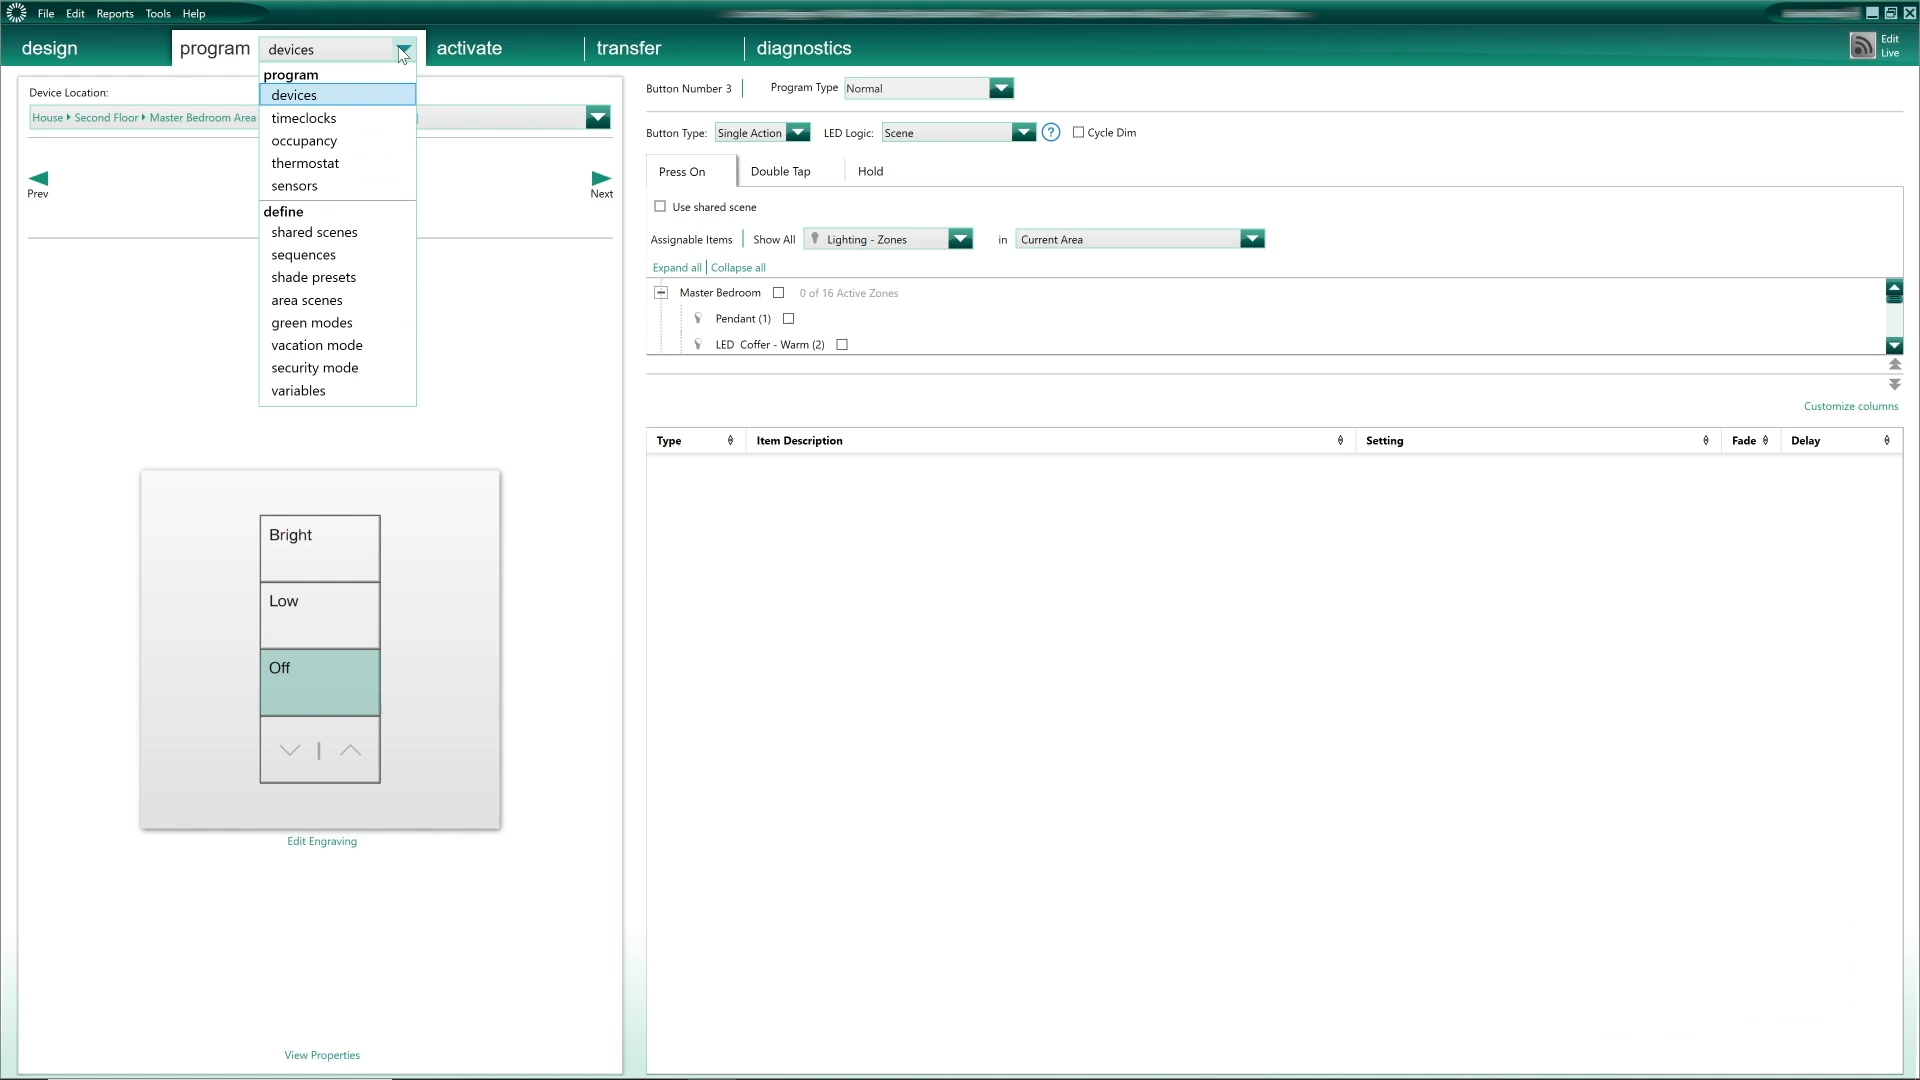 File Edit Reports Tools Help
design program devices activate transfer diagnostics Edit Live
program
devices
timeclocks
occupancy
thermostat
sensors
define
shared scenes
sequences
shade presets
area scenes
green modes
vacation mode
security mode
variables
Device Location:
House Second Floor Master Bedroom Area
Prev Next
Bright
Low
Off
Edit Engraving
View Properties
Button Number 3 Program Type Normal
Button Type: Single Action LED Logic: Scene ? Cycle Dim
Press On Double Tap Hold
Use shared scene
Assignable Items Show All Lighting - Zones in Current Area
Expand all Collapse all
Master Bedroom 0 of 16 Active Zones
Pendant (1)
LED Coffer - Warm (2)
Customize columns
Type Item Description Setting Fade Delay